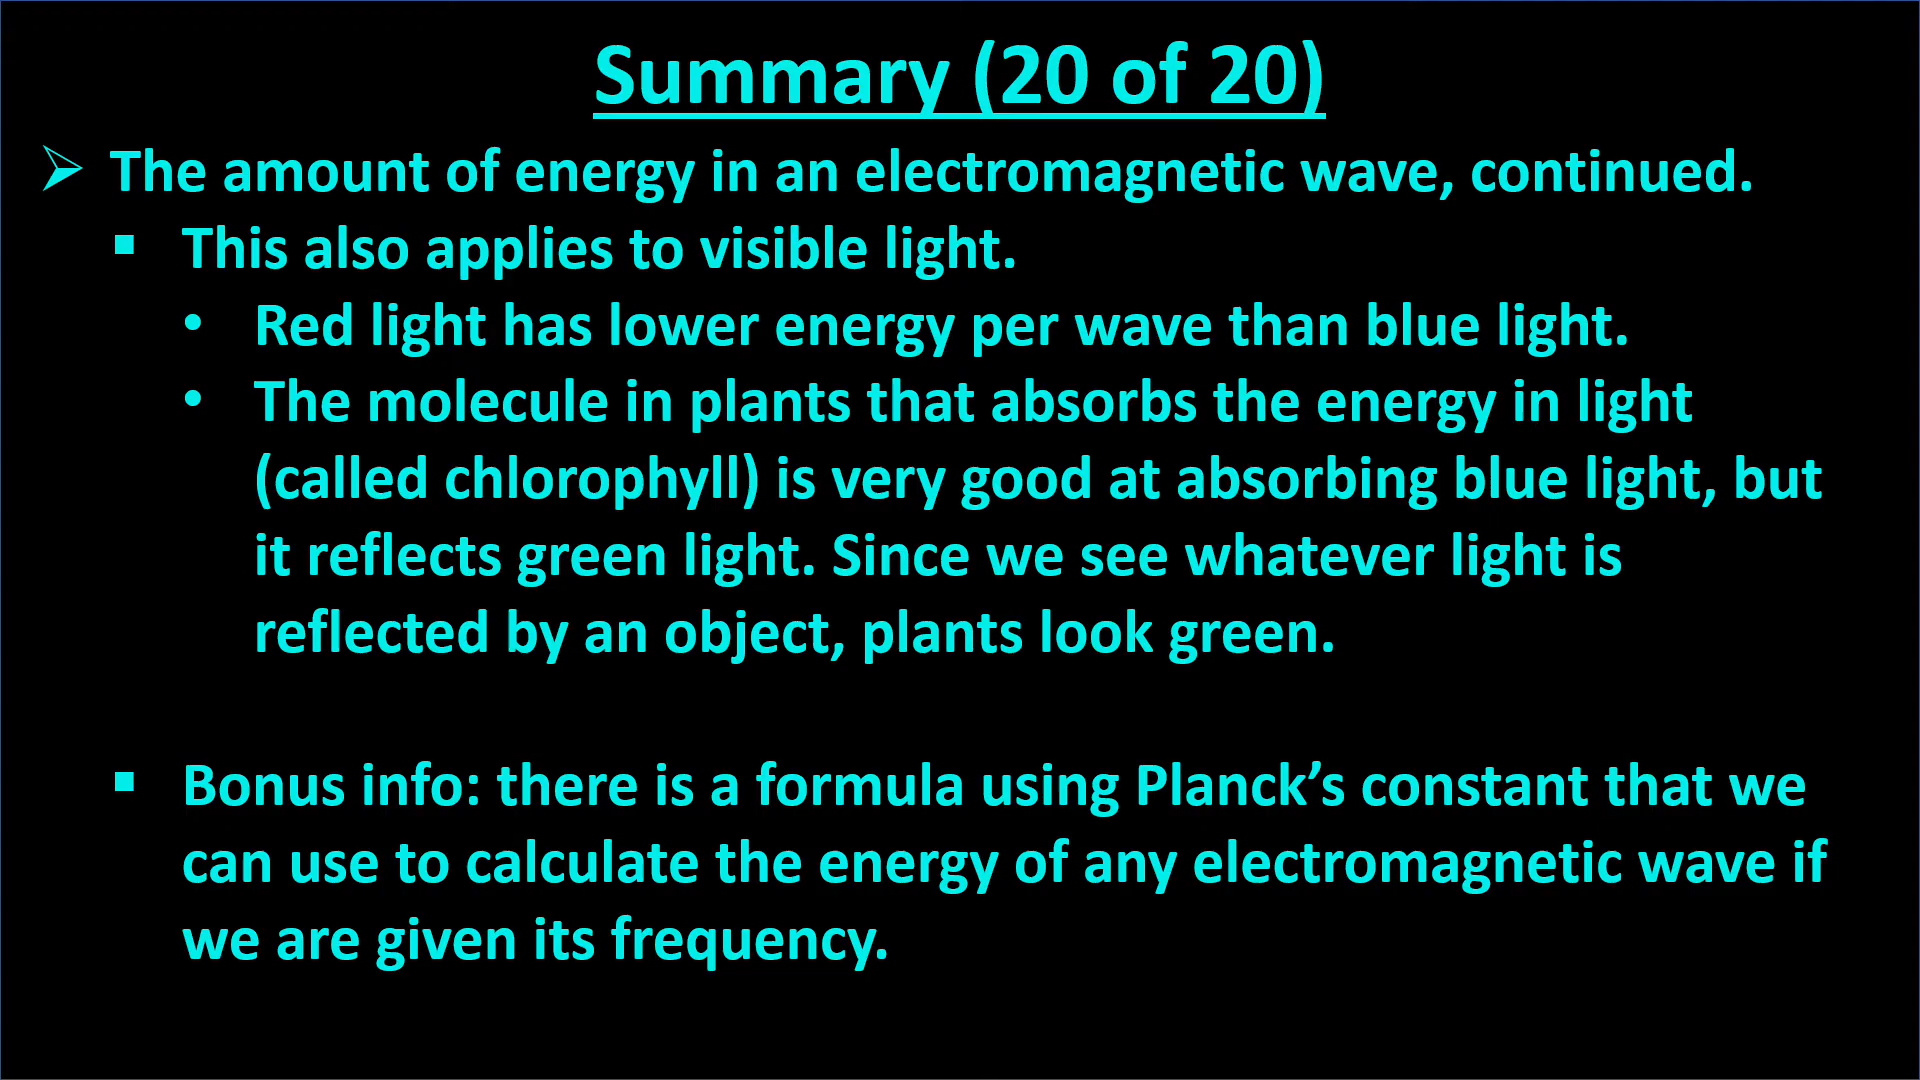 Summary (20 of 20)
➢ The amount of energy in an electromagnetic wave, continued.
▪ This also applies to visible light.
• Red light has lower energy per wave than blue light.
• The molecule in plants that absorbs the energy in light
(called chlorophyll) is very good at absorbing blue light, but
it reflects green light. Since we see whatever light is
reflected by an object, plants look green.
▪ Bonus info: there is a formula using Planck’s constant that we
can use to calculate the energy of any electromagnetic wave if
we are given its frequency.